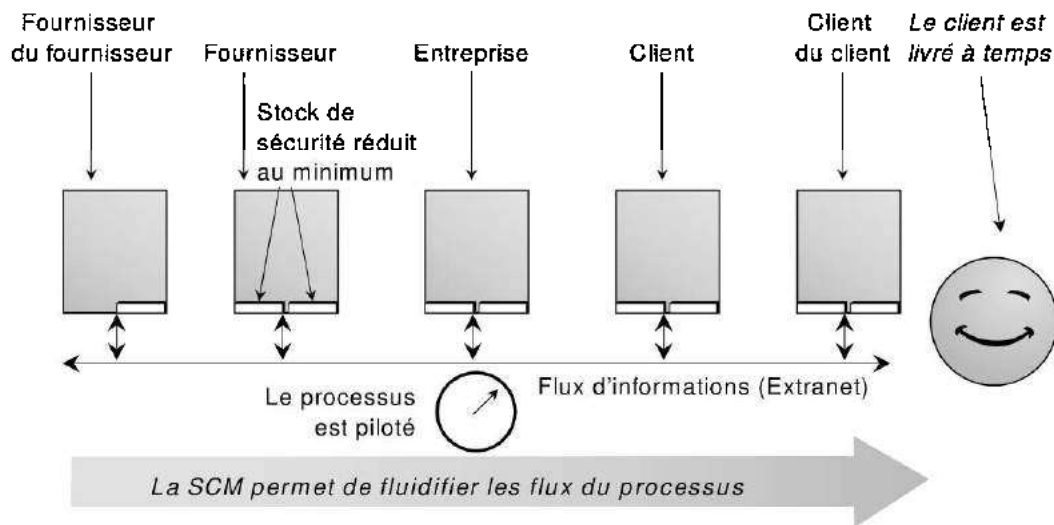 Fournisseur
du fournisseur
Fournisseur
Entreprise
Client
Client
du client
Le client est
livré à temps
Stock de
sécurité réduit
au minimum
Flux d'informations (Extranet)
Le processus
est piloté
La SCM permet de fluidifier les flux du processus